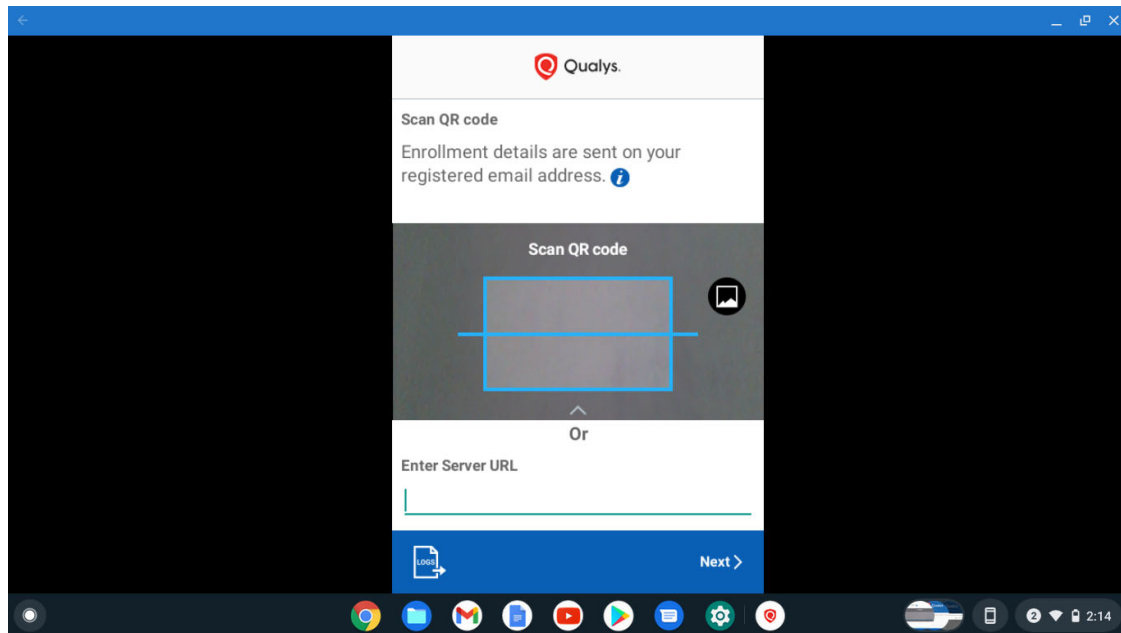 Qualys.
Scan QR code
Enrollment details are sent on your
registered email address. i
Scan QR code
Or
Enter Server URL
LOGS
Next
2 2:14